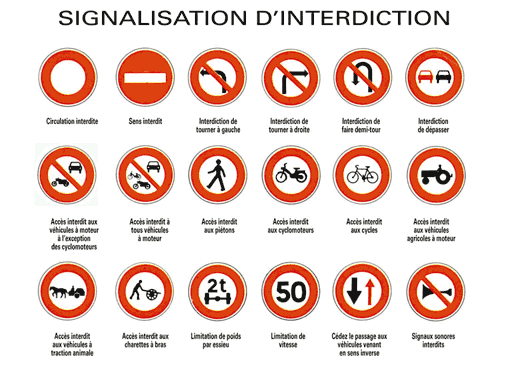 SIGNALISATION D'INTERDICTION
Circulation interdite
Sens interdit
Interdiction de
tourner à gauche
Interdiction de
tourner à droite
Interdiction de
faire demi-tour
Interdiction
de dépasser
Accès interdit aux
véhicules à moteur
à l'exception
des cyclomoteurs
Accès interdit à
tous véhicules
à moteur
Accès interdit
aux piétons
Accès interdit
aux cyclomoteurs
Accès interdit
aux cycles
Accès interdit
aux véhicules
agricoles à moteur
2t
50
Accès interdit
aux véhicules à
traction animale
Accès interdit aux
charettes à bras
Limitation de poids
par essieu
Limitation de
vitesse
Cédez le passage aux
véhicules venant
en sens inverse
Signaux sonores
interdits